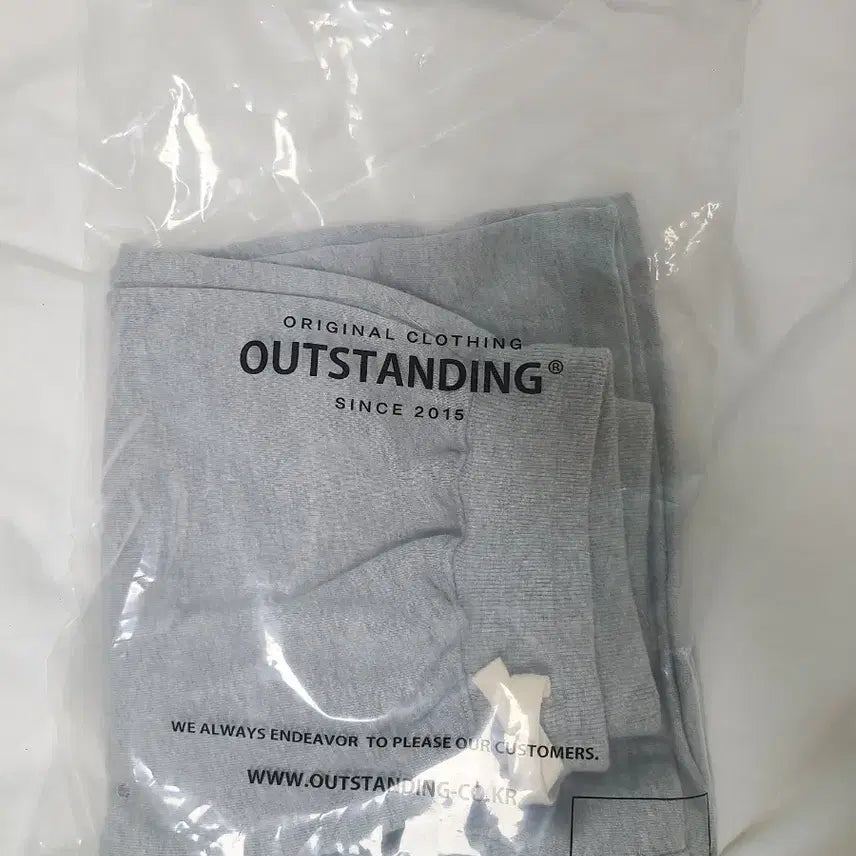 ORIGINAL CLOTHING
OUTSTANDING®
SINCE 2015
WE ALWAYS ENDEAVOR TO PLEASE OUR CUSTOMERS.
WWW.OUTSTANDING-CO.KR